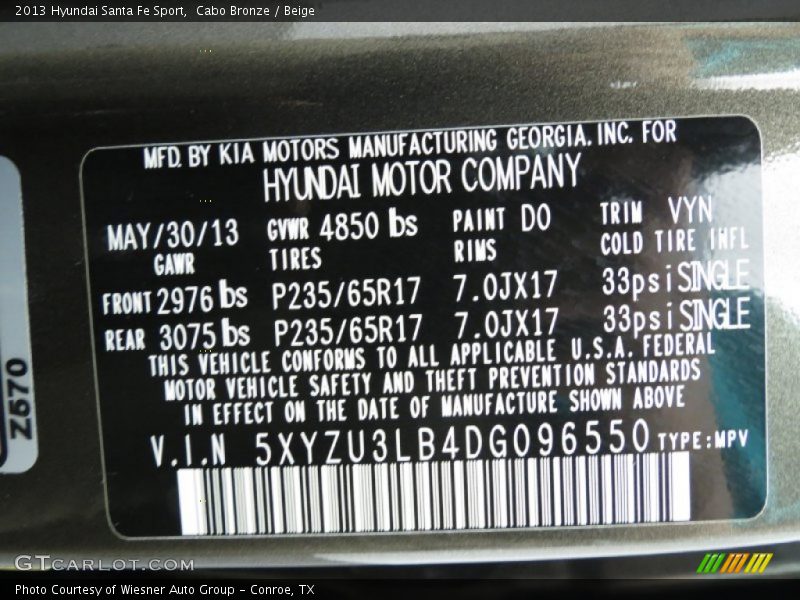 2013 Hyundai Santa Fe Sport,  Cabo Bronze / Beige
MFD. BY KIA MOTORS MANUFACTURING GEORGIA, INC. FOR
HYUNDAI MOTOR COMPANY
MAY/30/13 GVWR 4850 lbs PAINT D0 TRIM VYN
GAWR TIRES RIMS COLD TIRE INFL
FRONT 2976 lbs P235/65R17 7.0JX17 33psi SINGLE
REAR 3075 lbs P235/65R17 7.0JX17 33psi SINGLE
THIS VEHICLE CONFORMS TO ALL APPLICABLE U.S.A. FEDERAL
MOTOR VEHICLE SAFETY AND THEFT PREVENTION STANDARDS
IN EFFECT ON THE DATE OF MANUFACTURE SHOWN ABOVE
V.I.N 5XYZU3LB4DG096550 TYPE:MPV
Z670
GTCARLOT.COM
Photo Courtesy of Wiesner Auto Group - Conroe, TX